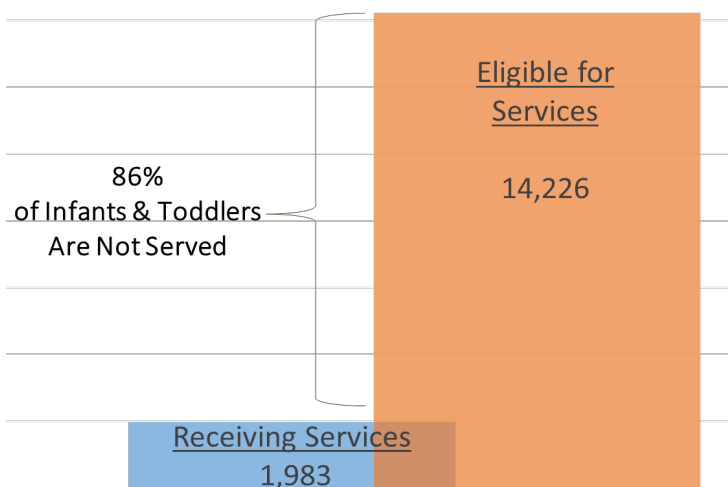 Eligible for
Services
14,226
86%
of Infants & Toddlers
Are Not Served
Receiving Services
1,983